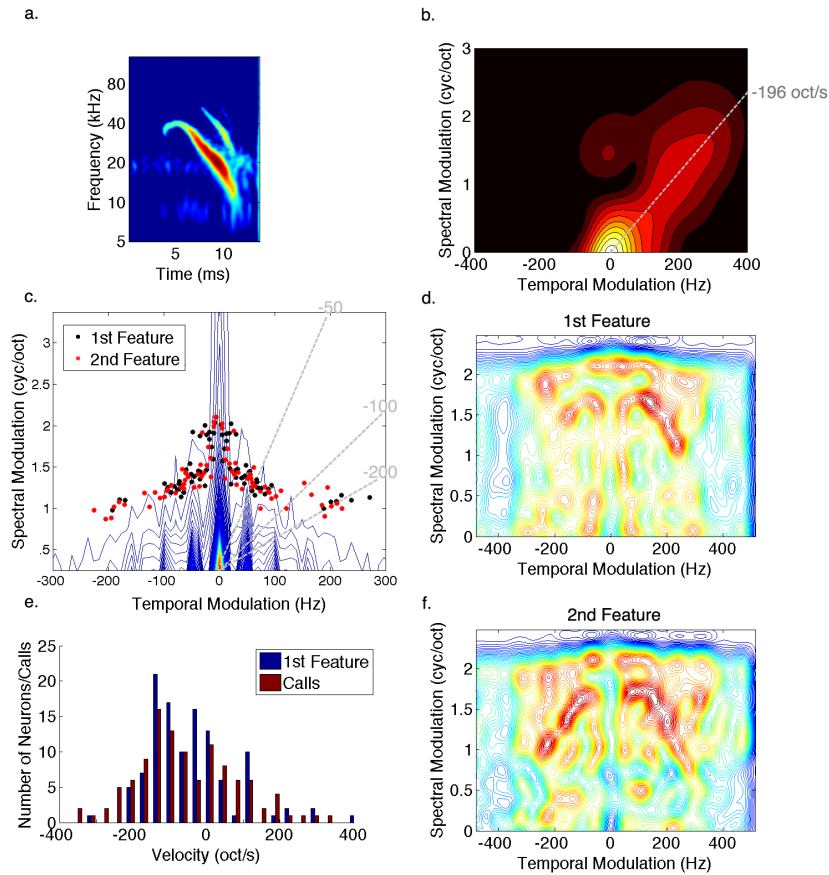 a.
80
40
20
10
5
Frequency (kHz)
5 10
Time (ms)
b.
3
2
1
0
-400 -200 0 200 400
Spectral Modulation (cyc/oct)
Temporal Modulation (Hz)
-196 oct/s
c.
1st Feature
2nd Feature
-50
-100
-200
3
2.5
2
1.5
1
.5
-300 -200 -100 0 100 200 300
Spectral Modulation (cyc/oct)
Temporal Modulation (Hz)
d.
1st Feature
2
1.5
1
0.5
0
-400 -200 0 200 400
Spectral Modulation (cyc/oct)
Temporal Modulation (Hz)
e.
25
20
15
10
5
0
-400 -200 0 200 400
Number of Neurons/Calls
Velocity (oct/s)
1st Feature
Calls
f.
2nd Feature
2
1.5
1
0.5
0
-400 -200 0 200 400
Spectral Modulation (cyc/oct)
Temporal Modulation (Hz)